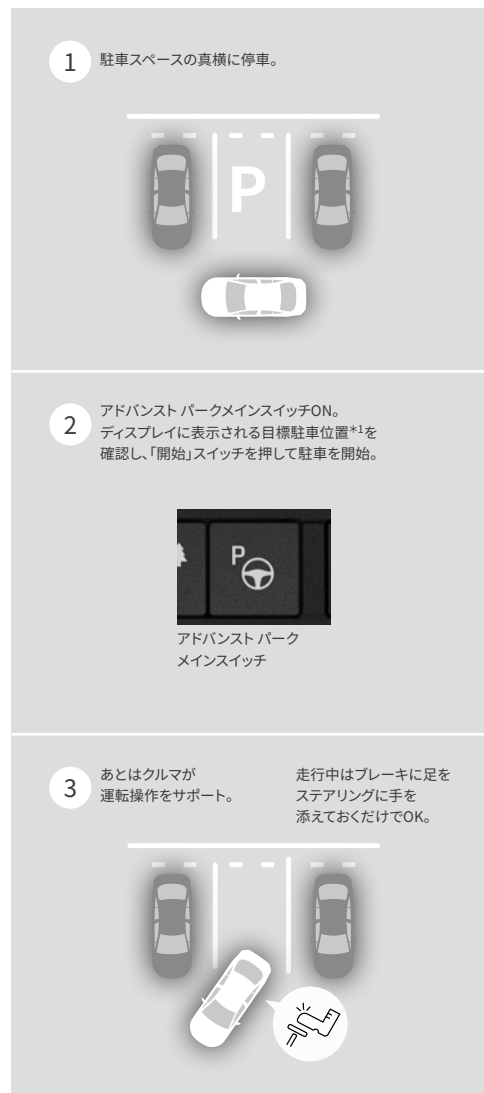 1
駐車スペースの真横に停車。
P
2
アドバンスト パークメインスイッチON。
ディスプレイに表示される目標駐車位置*1を
確認し、「開始」スイッチを押して駐車を開始。
P
アドバンスト パーク
メインスイッチ
3
あとはクルマが
運転操作をサポート。
走行中はブレーキに足を
ステアリングに手を
添えておくだけでOK。